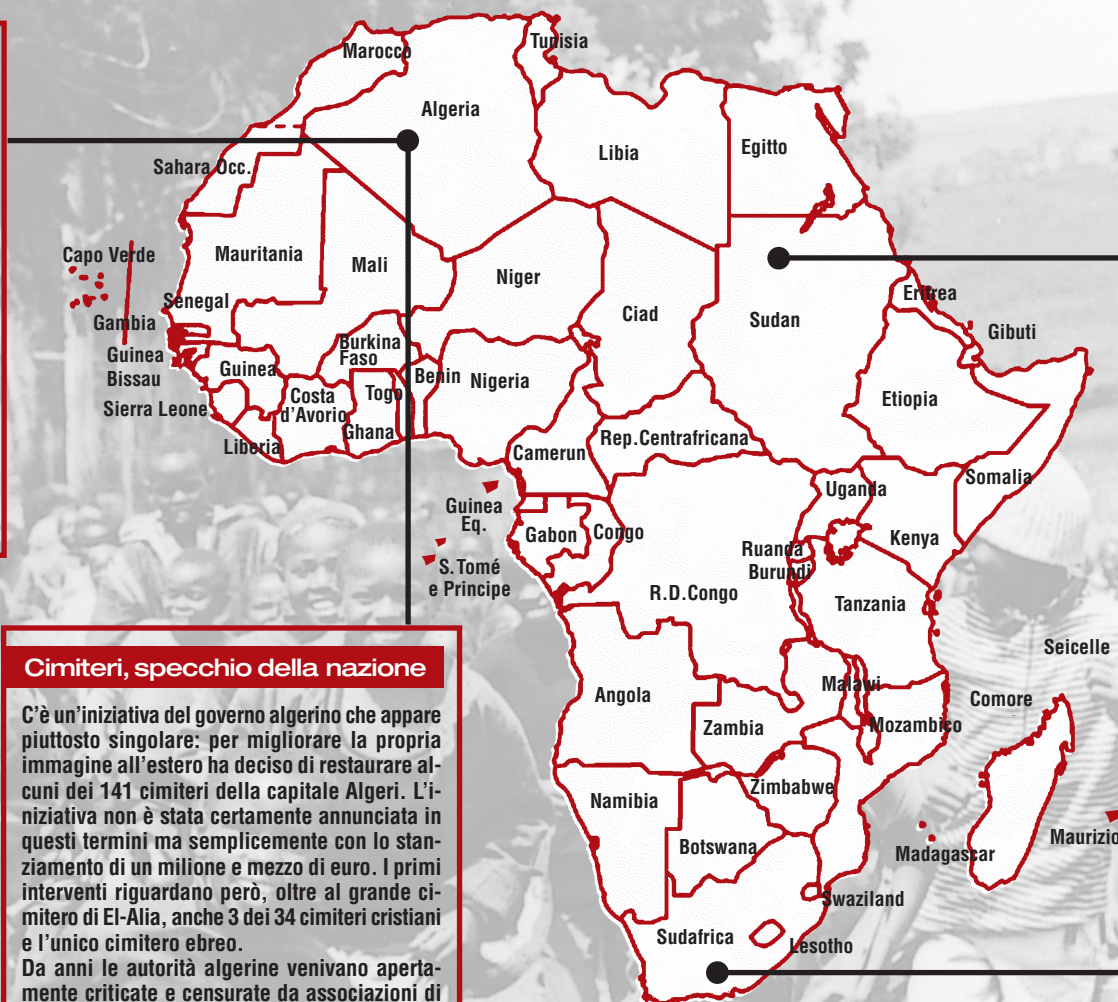 Marocco
Tunisia
Algeria
Libia
Egitto
Sahara Occ.
Capo Verde
Mauritania
Mali
Niger
Ciad
Sudan
Eritrea
Gibuti
Senegal
Gambia
Guinea
Bissau
Guinea
Burkina
Faso
Benin
Nigeria
Togo
Costa
d'Avorio
Ghana
Sierra Leone
Liberia
Etiopia
Camerun
Rep.Centrafricana
Somalia
Uganda
Kenya
Guinea
Eq.
Gabon
Congo
Ruanda
Burundi
S.Tomé
e Principe
R.D.Congo
Tanzania
Seicelle
Angola
Malawi
Comore
Zambia
Mozambico
Namibia
Zimbabwe
Botswana
Madagascar
Maurizio
Swaziland
Sudafrica
Lesotho
Cimiteri, specchio della nazione
C'è un'iniziativa del governo algerino che appare
piuttosto singolare: per migliorare la propria
immagine all'estero ha deciso di restaurare al-
cuni dei 141 cimiteri della capitale Algeri. L'i-
niziativa non è stata certamente annunciata in
questi termini ma semplicemente con lo stan-
ziamento di un milione e mezzo di euro. I primi
interventi riguardano però, oltre al grande ci-
mitero di El-Alia, anche 3 dei 34 cimiteri cristiani
e l'unico cimitero ebreo.
Da anni le autorità algerine venivano aperta-
mente criticate e censurate da associazioni di